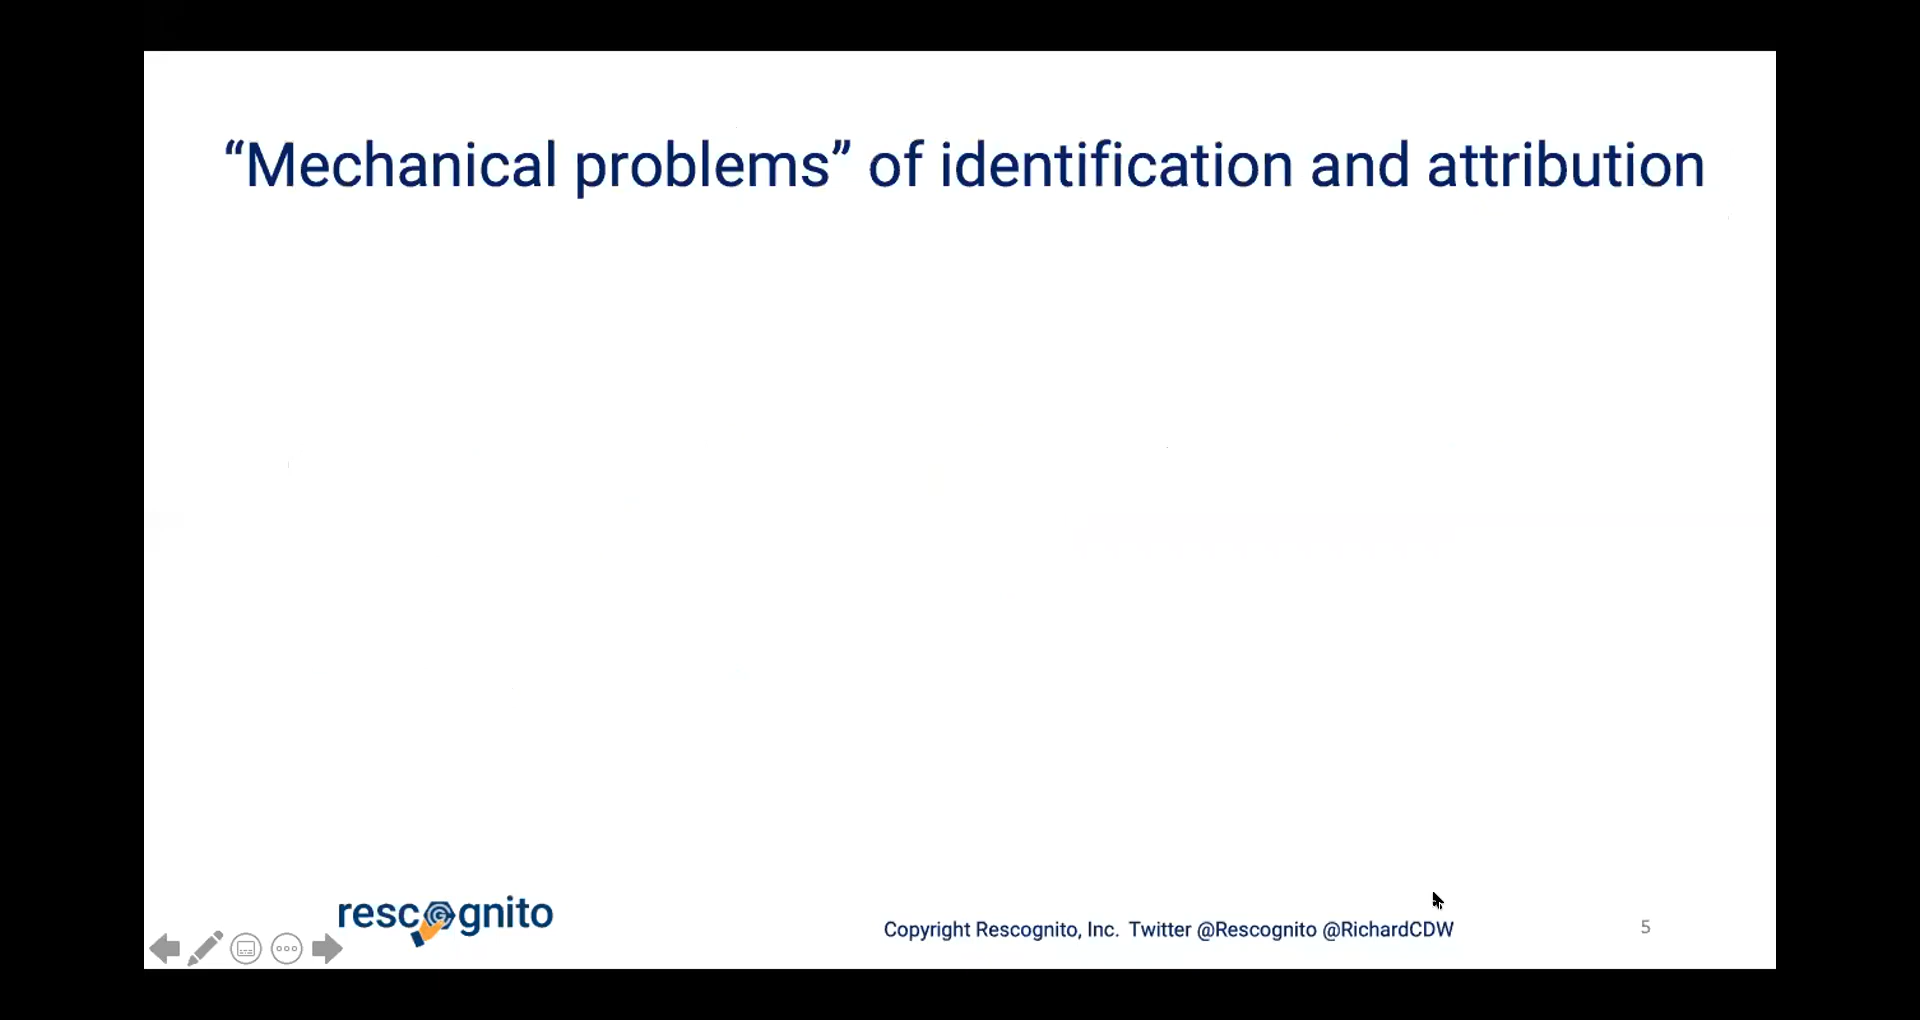 “Mechanical problems” of identification and attribution
rescognito
Copyright Rescognito, Inc. Twitter @Rescognito @RichardCDW
5